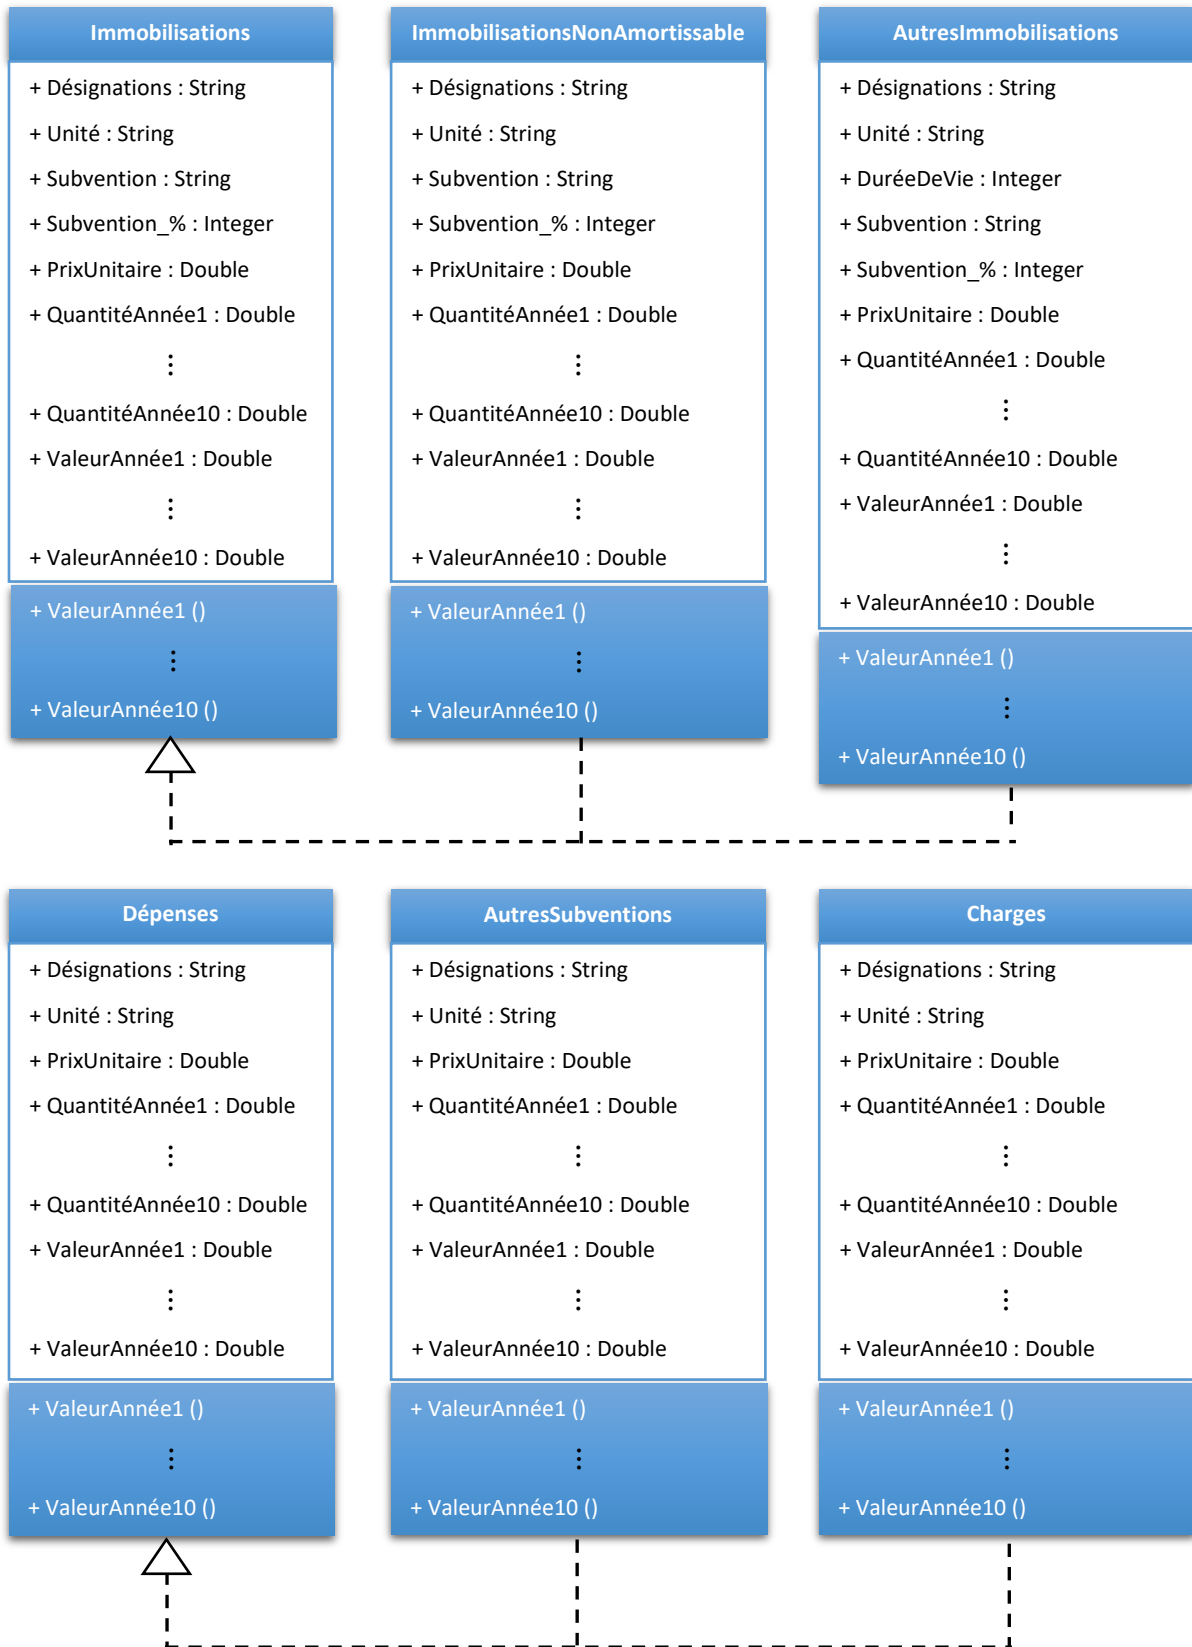 Immobilisations
+ Désignations : String
+ Unité : String
+ Subvention : String
+ Subvention_% : Integer
+ PrixUnitaire : Double
+ QuantitéAnnée1 : Double
⋮
+ QuantitéAnnée10 : Double
+ ValeurAnnée1 : Double
⋮
+ ValeurAnnée10 : Double
+ ValeurAnnée1 ()
⋮
+ ValeurAnnée10 ()
ImmobilisationsNonAmortissable
+ Désignations : String
+ Unité : String
+ Subvention : String
+ Subvention_% : Integer
+ PrixUnitaire : Double
+ QuantitéAnnée1 : Double
⋮
+ QuantitéAnnée10 : Double
+ ValeurAnnée1 : Double
⋮
+ ValeurAnnée10 : Double
+ ValeurAnnée1 ()
⋮
+ ValeurAnnée10 ()
AutresImmobilisations
+ Désignations : String
+ Unité : String
+ DuréeDeVie : Integer
+ Subvention : String
+ Subvention_% : Integer
+ PrixUnitaire : Double
+ QuantitéAnnée1 : Double
⋮
+ QuantitéAnnée10 : Double
+ ValeurAnnée1 : Double
⋮
+ ValeurAnnée10 : Double
+ ValeurAnnée1 ()
⋮
+ ValeurAnnée10 ()
Dépenses
+ Désignations : String
+ Unité : String
+ PrixUnitaire : Double
+ QuantitéAnnée1 : Double
⋮
+ QuantitéAnnée10 : Double
+ ValeurAnnée1 : Double
⋮
+ ValeurAnnée10 : Double
+ ValeurAnnée1 ()
⋮
+ ValeurAnnée10 ()
AutresSubventions
+ Désignations : String
+ Unité : String
+ PrixUnitaire : Double
+ QuantitéAnnée1 : Double
⋮
+ QuantitéAnnée10 : Double
+ ValeurAnnée1 : Double
⋮
+ ValeurAnnée10 : Double
+ ValeurAnnée1 ()
⋮
+ ValeurAnnée10 ()
Charges
+ Désignations : String
+ Unité : String
+ PrixUnitaire : Double
+ QuantitéAnnée1 : Double
⋮
+ QuantitéAnnée10 : Double
+ ValeurAnnée1 : Double
⋮
+ ValeurAnnée10 : Double
+ ValeurAnnée1 ()
⋮
+ ValeurAnnée10 ()